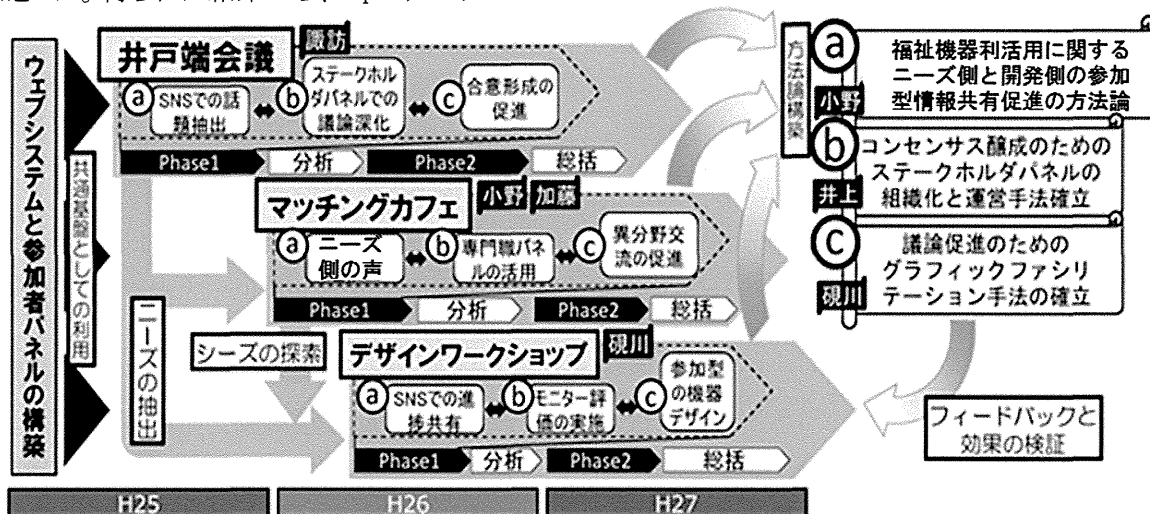 ウェブシステムと参加者パネルの構築
共通基盤としての利用
井戸端会議
諏訪
a
SNSでの話
題抽出
b
ステークホル
ダパネルでの
議論深化
c
合意形成の
促進
Phase1
分析
Phase2
総括
マッチングカフェ
小野
加藤
a
ニーズ
側の声
b
専門職パネ
ルの活用
c
異分野交
流の促進
Phase1
分析
Phase2
総括
ニーズの抽出
シーズの探索
デザインワークショップ
硯川
a
SNSでの進
捗共有
b
モニター評
価の実施
c
参加型
の機器
デザイン
Phase1
分析
Phase2
総括
方法論構築
a
小野
福祉機器利活用に関する
ニーズ側と開発側の参加
型情報共有促進の方法論
b
井上
コンセンサス醸成のための
ステークホルダパネルの
組織化と運営手法確立
c
硯川
議論促進のための
グラフィックファシリ
テーション手法の確立
フィードバックと
効果の検証
H25
H26
H27